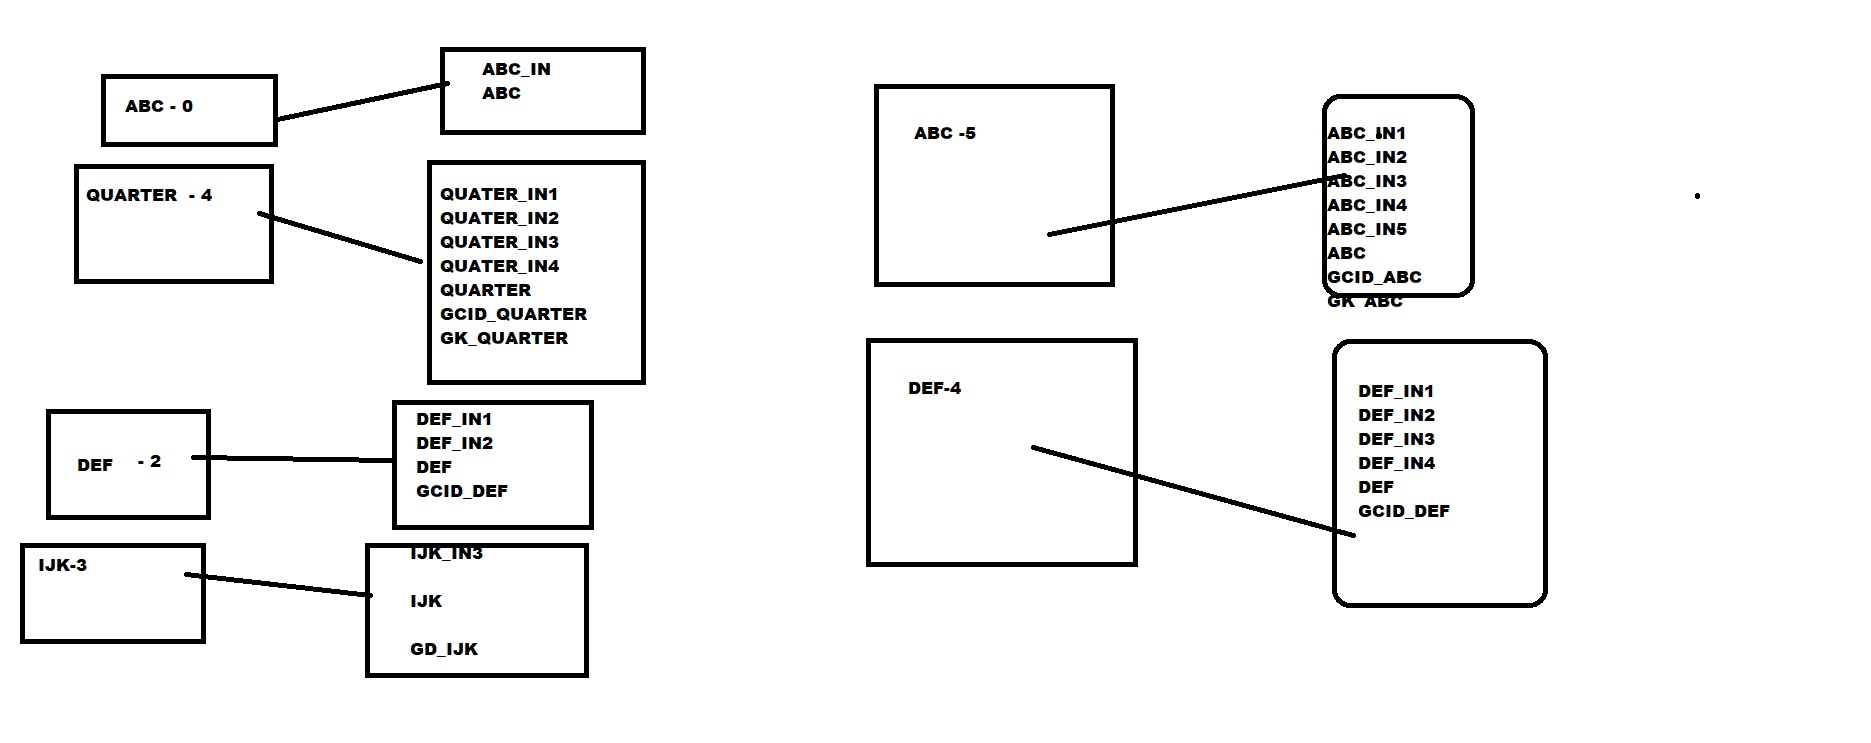 ABC - 0
ABC_IN
ABC
QUARTER - 4
QUATER_IN1
QUATER_IN2
QUATER_IN3
QUATER_IN4
QUARTER
GCID_QUARTER
GK_QUARTER
DEF - 2
DEF_IN1
DEF_IN2
DEF
GCID_DEF
IJK-3
IJK_IN3
IJK
GD_IJK
ABC -5
ABC_IN1
ABC_IN2
ABC_IN3
ABC_IN4
ABC_IN5
ABC
GCID_ABC
GK_ABC
DEF-4
DEF_IN1
DEF_IN2
DEF_IN3
DEF_IN4
DEF
GCID_DEF